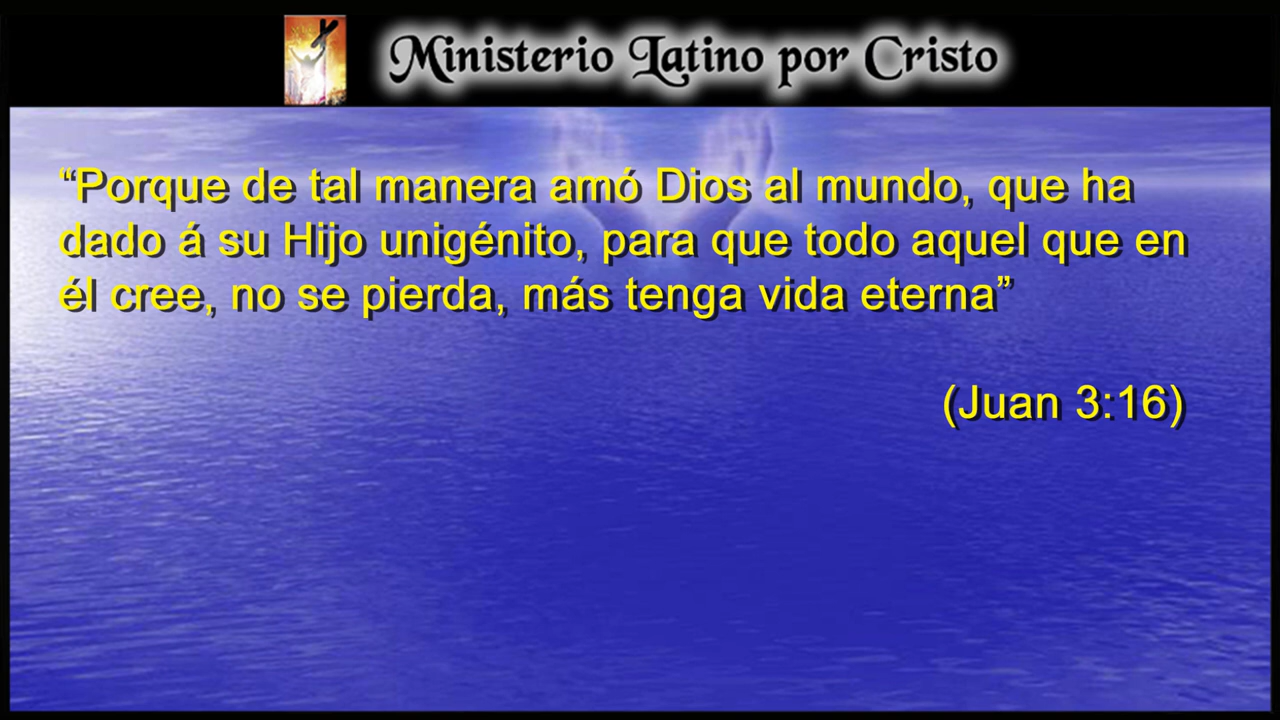 Ministerio Latino por Cristo
“Porque de tal manera amó Dios al mundo, que ha
dado á su Hijo unigénito, para que todo aquel que en
él cree, no se pierda, más tenga vida eterna”
(Juan 3:16)